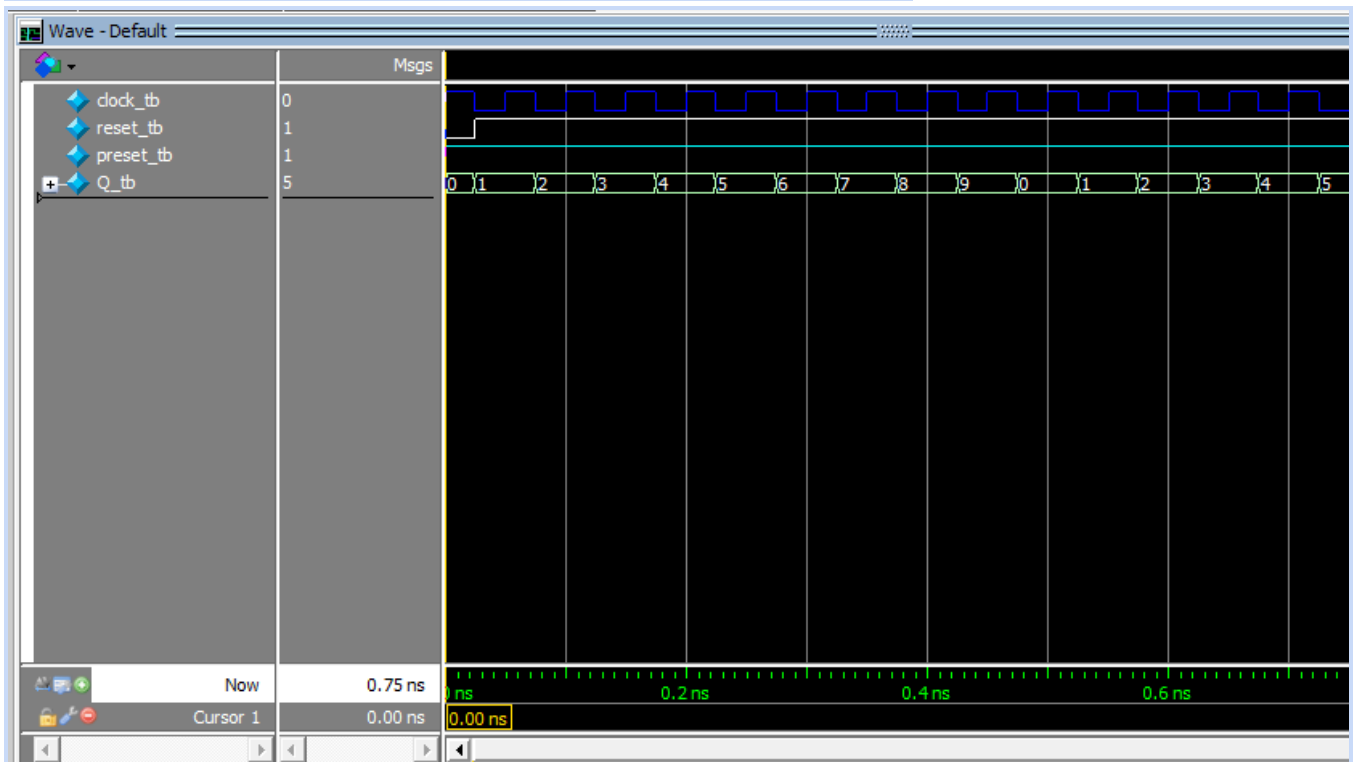 Wave - Default
Msgs
clock_tb 0
reset_tb 1
preset_tb 1
Q_tb 5 0 1 2 3 4 5 6 7 8 9 0 1 2 3 4 5
Now 0.75 ns ns 0.2 ns 0.4 ns 0.6 ns
Cursor 1 0.00 ns 0.00 ns